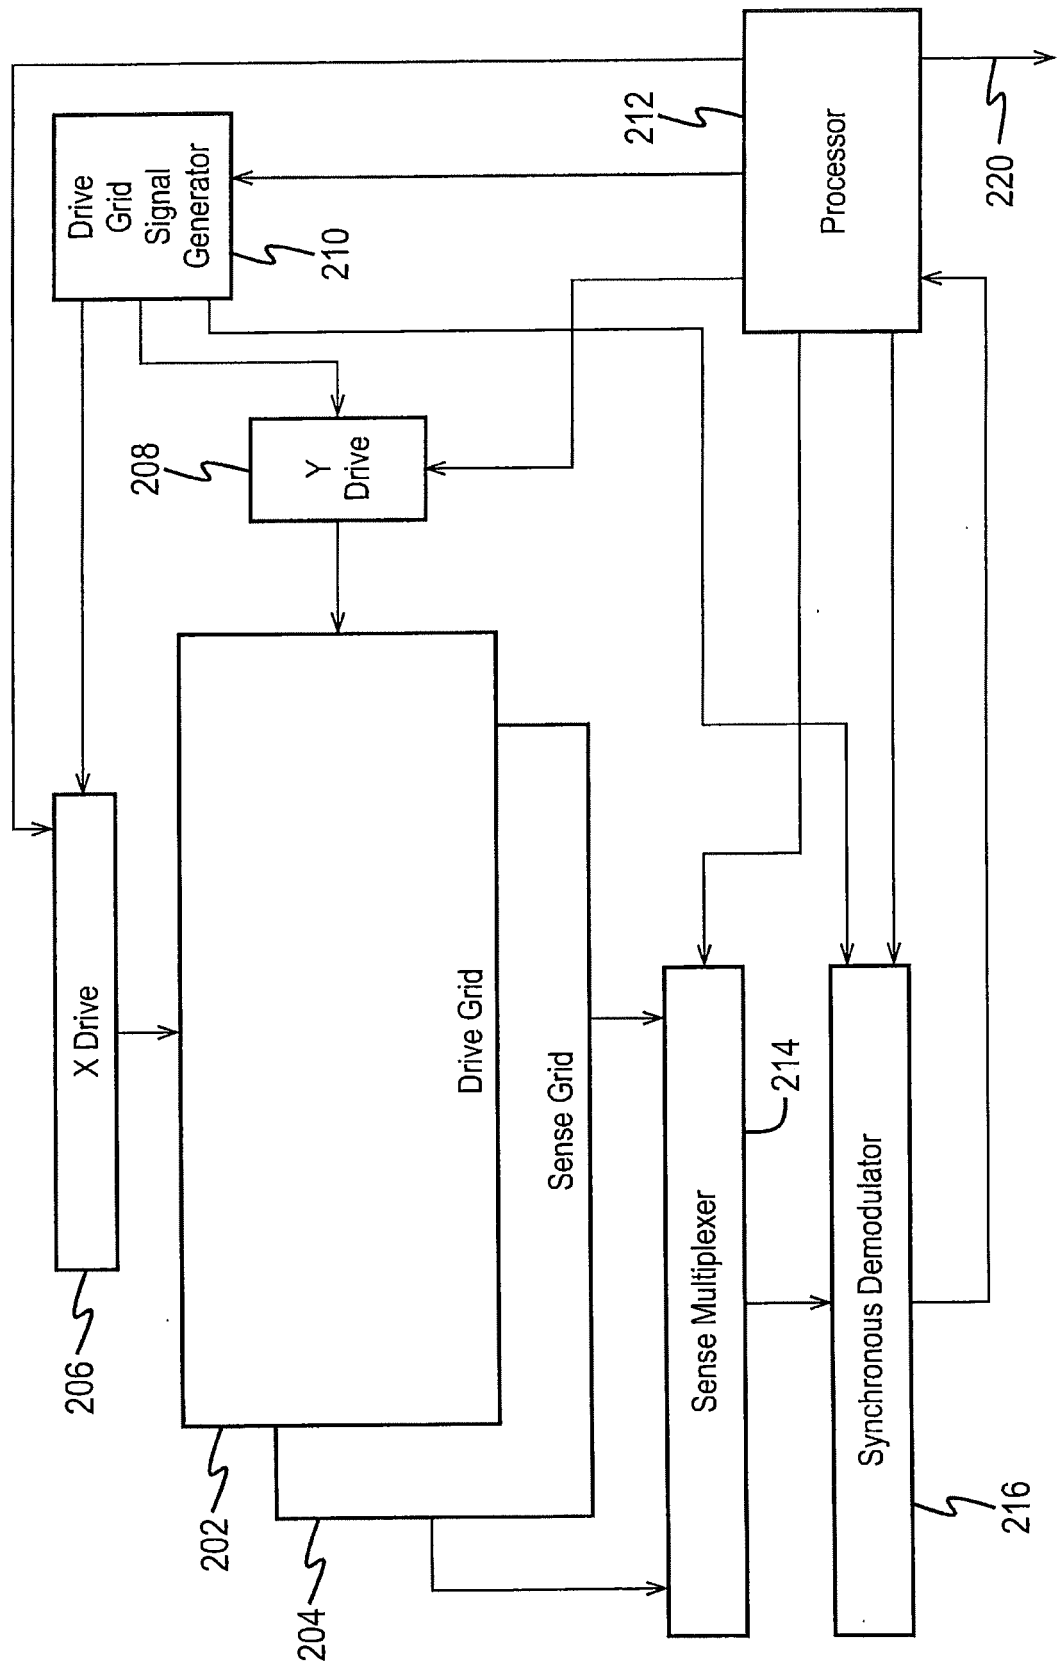 206
X Drive
Drive
Grid
Signal
Generator
210
208
202
204
Y
Drive
Drive Grid
Sense Grid
212
Sense Multiplexer
214
Processor
Synchronous Demodulator
216
220